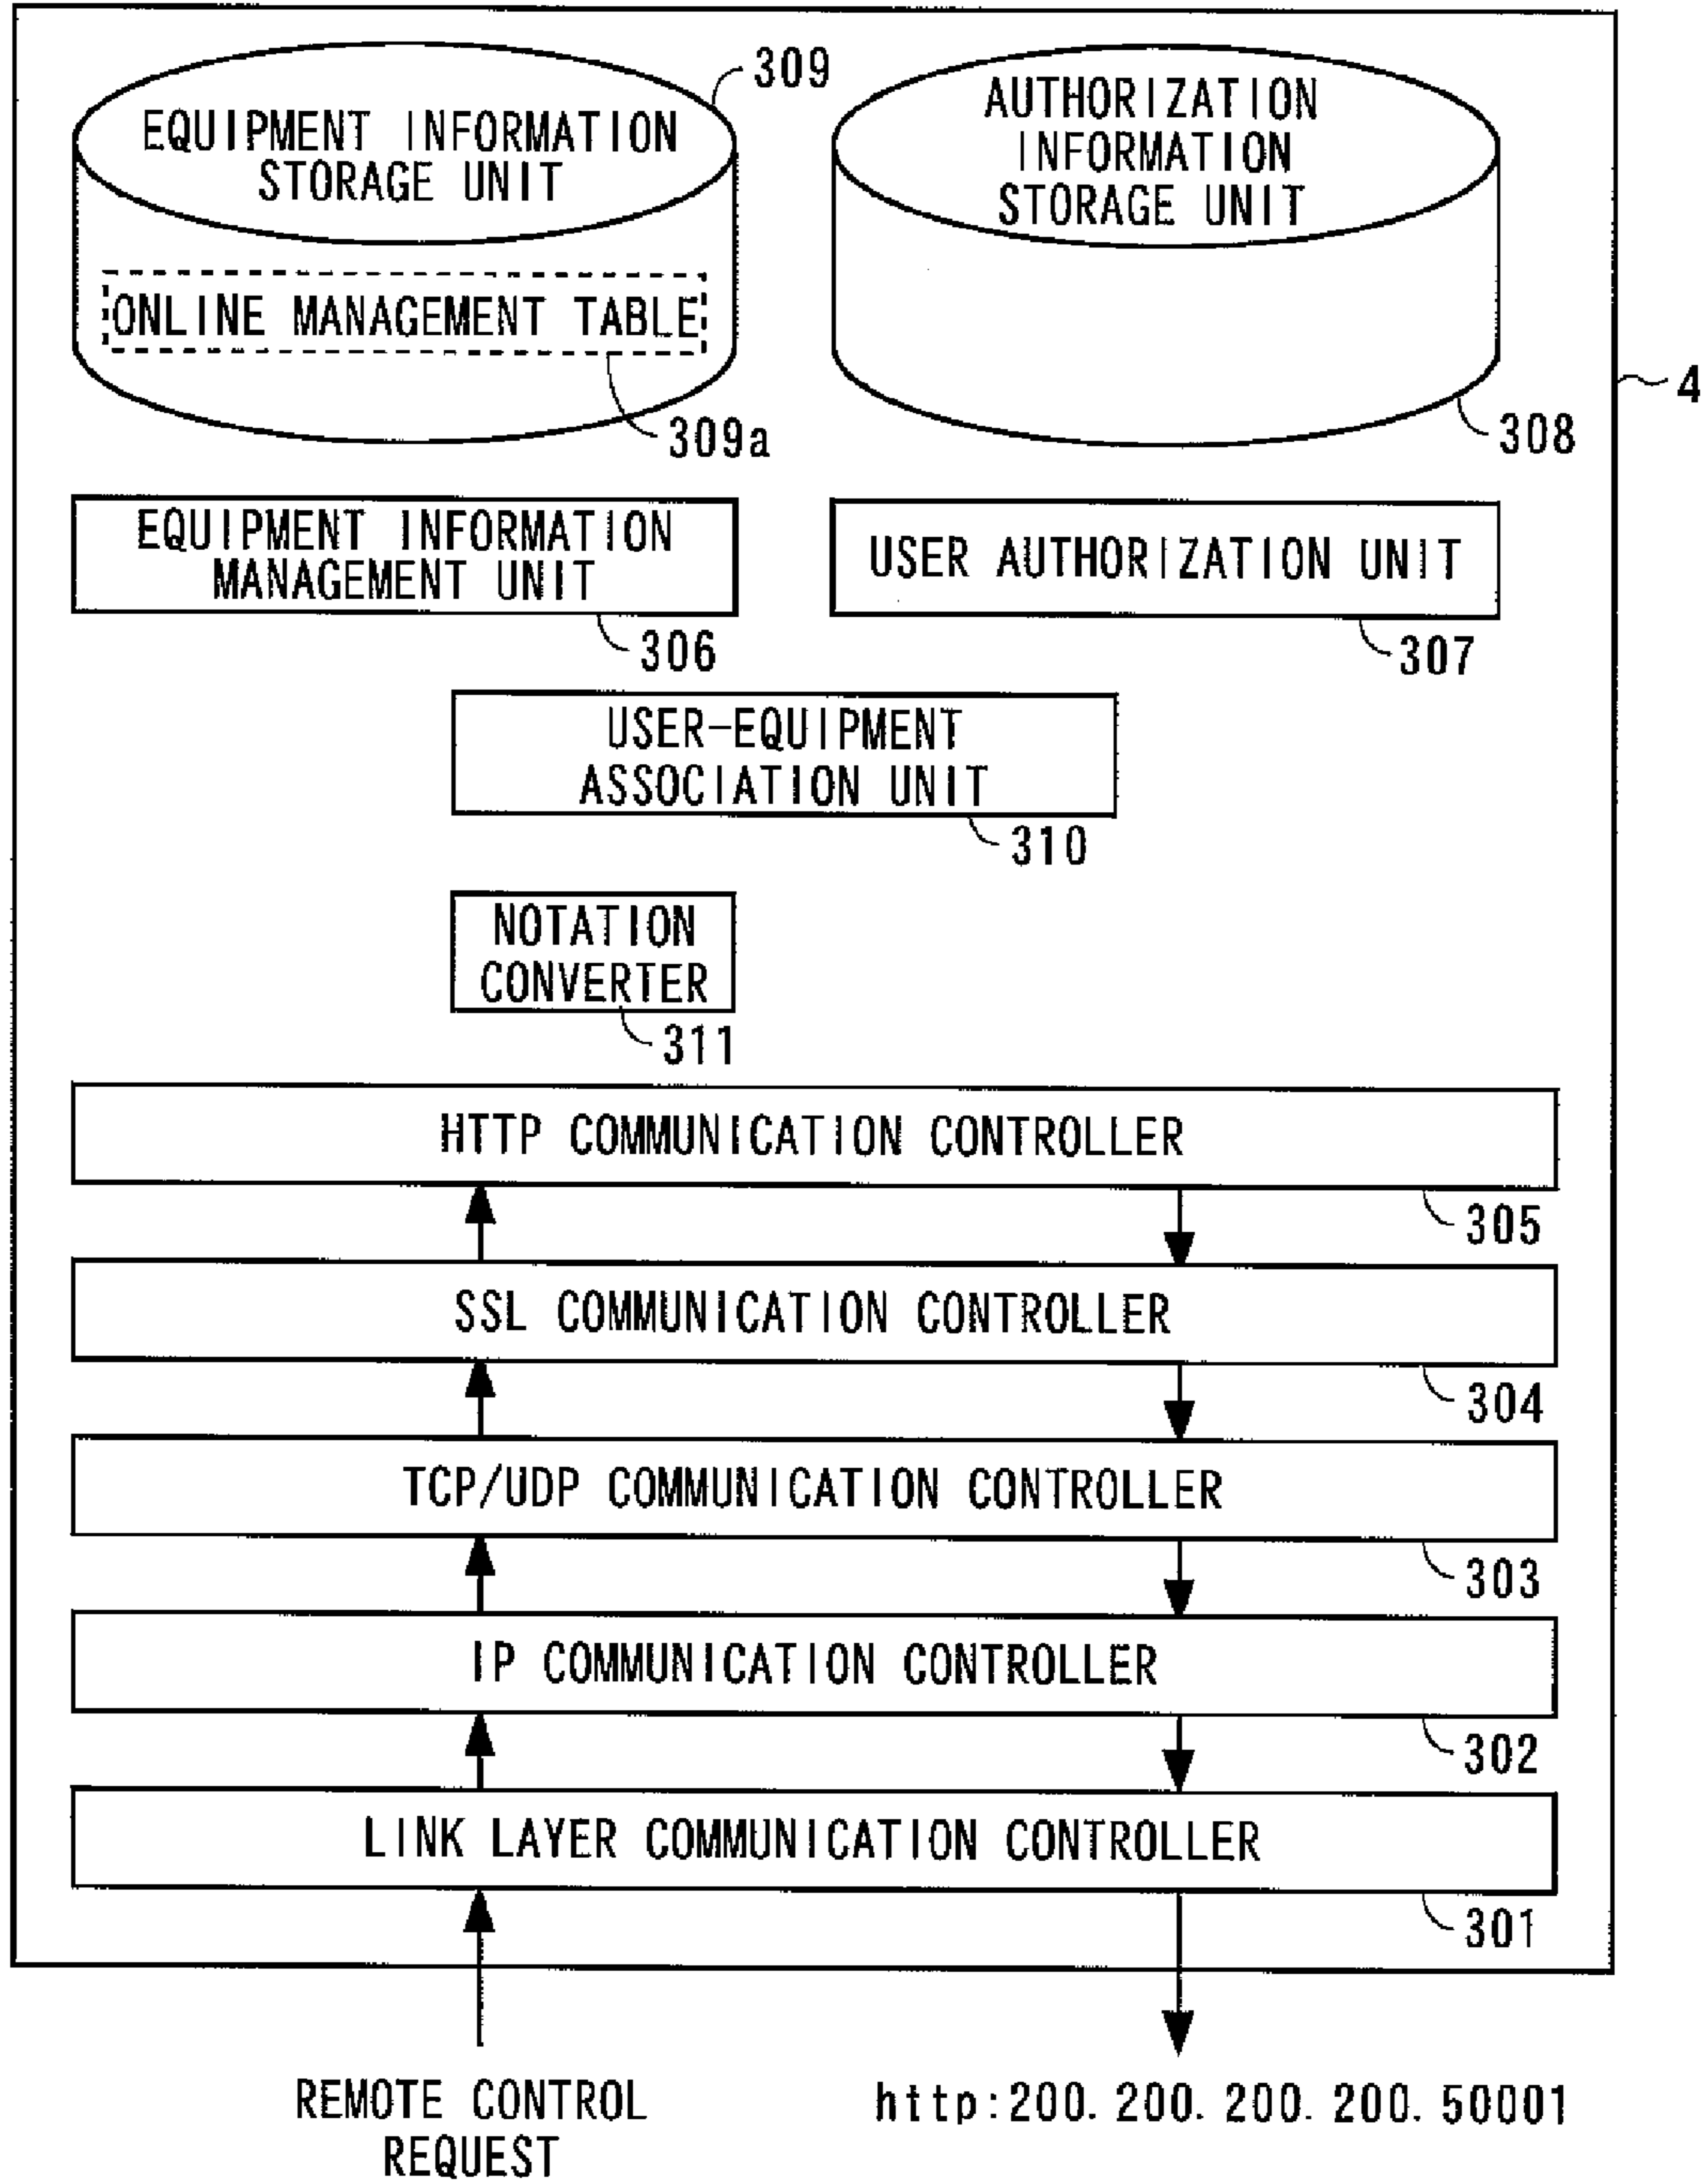 309
EQUIPMENT INFORMATION
STORAGE UNIT
AUTHORIZATION
INFORMATION
STORAGE UNIT
ONLINE MANAGEMENT TABLE
4
309a
308
EQUIPMENT INFORMATION
MANAGEMENT UNIT
USER AUTHORIZATION UNIT
306
307
USER-EQUIPMENT
ASSOCIATION UNIT
310
NOTATION
CONVERTER
311
HTTP COMMUNICATION CONTROLLER
305
SSL COMMUNICATION CONTROLLER
304
TCP/UDP COMMUNICATION CONTROLLER
303
IP COMMUNICATION CONTROLLER
302
LINK LAYER COMMUNICATION CONTROLLER
301
REMOTE CONTROL
REQUEST
http:200.200.200.200.50001